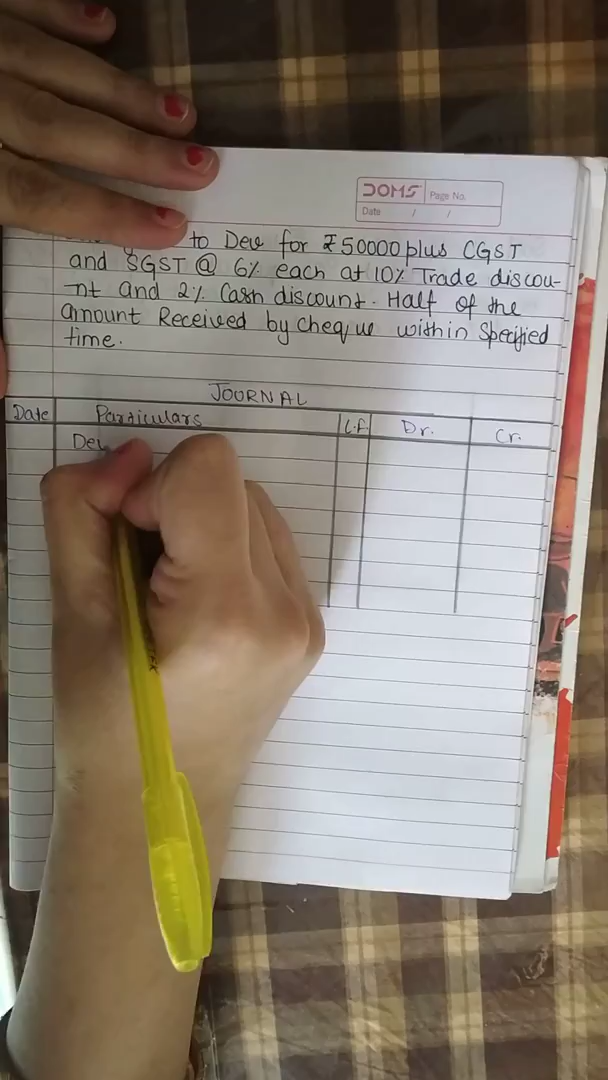 DOMS Page No.
Date / /
to Dev for ₹50000 plus CGST
and SGST @ 6% each at 10% Trade discou-
nt and 2% Cash discount. Half of the
amount Received by cheque within Specified
time.
JOURNAL
Date Particulars L.F. Dr. Cr.
Dev